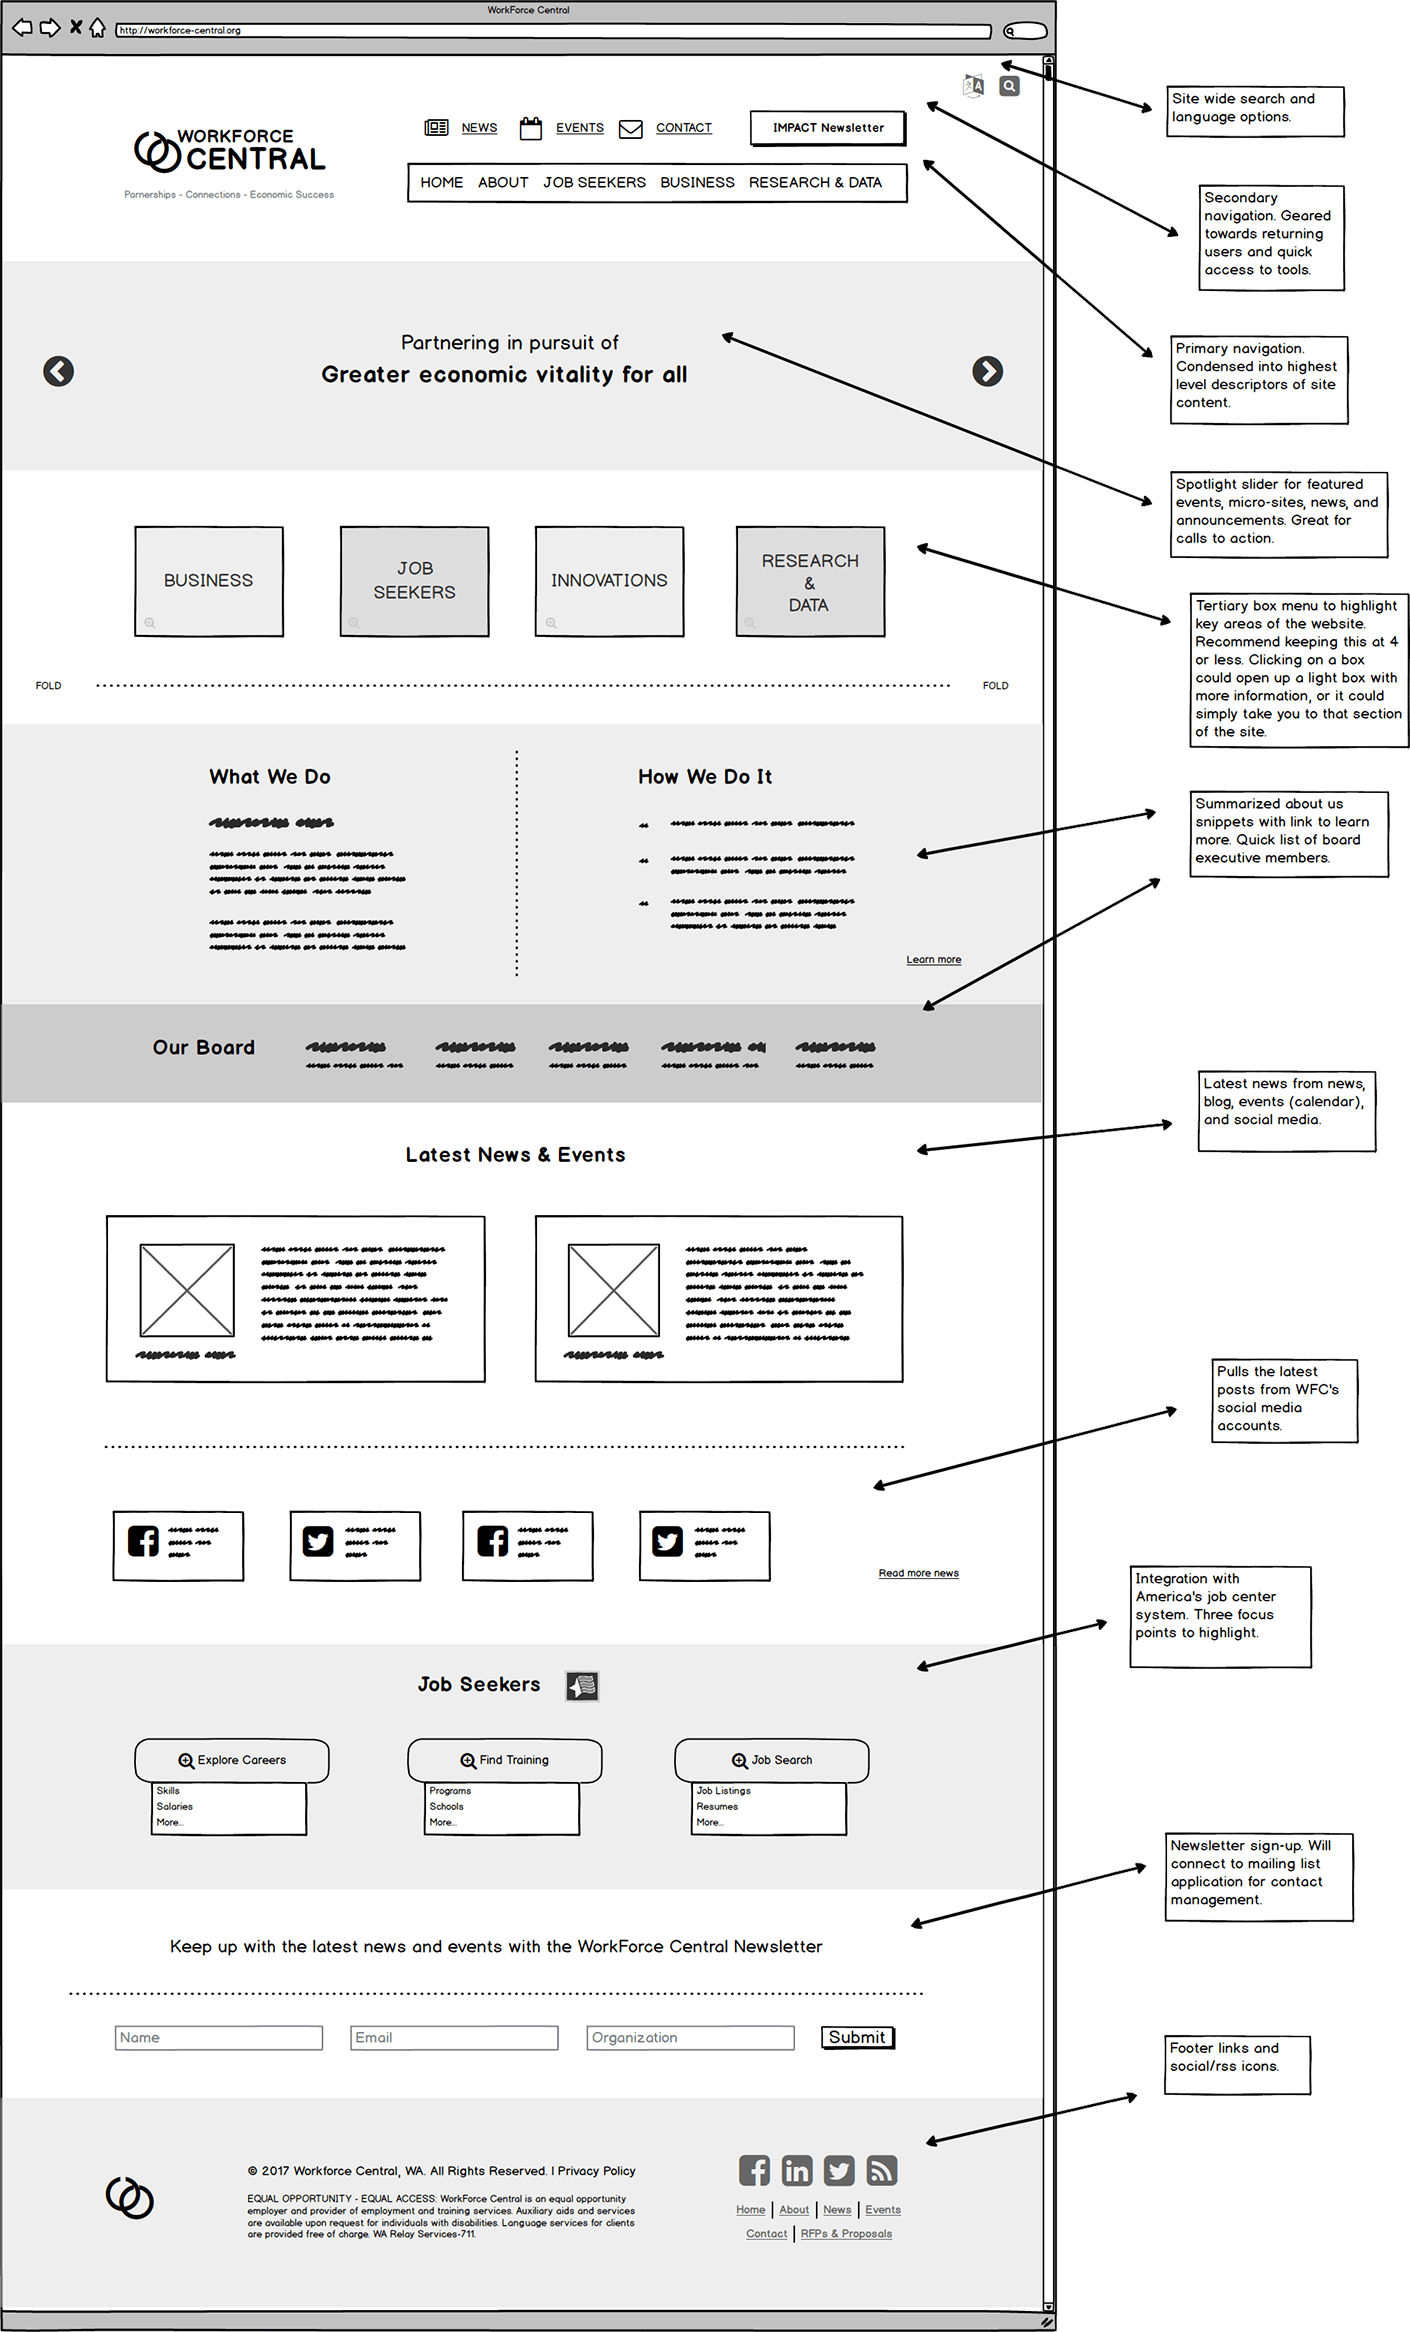 WorkForce Central
http://workforce-central.org
WORKFORCE
CENTRAL
Parnerships - Connections - Economic Success
NEWS EVENTS CONTACT IMPACT Newsletter
HOME ABOUT JOB SEEKERS BUSINESS RESEARCH & DATA
Site wide search and
language options.
Secondary
navigation. Geared
towards returning
users and quick
access to tools.
Primary navigation.
Condensed into highest
level descriptors of site
content.
Partnering in pursuit of
Greater economic vitality for all
Spotlight slider for featured
events, micro-sites, news, and
announcements. Great for
calls to action.
BUSINESS
JOB
SEEKERS
INNOVATIONS
RESEARCH
&
DATA
Tertiary box menu to highlight
key areas of the website.
Recommend keeping this at 4
or less. Clicking on a box
could open up a light box with
more information, or it could
simply take you to that section
of the site.
FOLD FOLD
What We Do
How We Do It
Learn more
Summarized about us
snippets with link to learn
more. Quick list of board
executive members.
Our Board
Latest News & Events
Latest news from news,
blog, events (calendar),
and social media.
Pulls the latest
posts from WFC's
social media
accounts.
Read more news
Integration with
America's job center
system. Three focus
points to highlight.
Job Seekers
Explore Careers
Skills
Salaries
More...
Find Training
Programs
Schools
More...
Job Search
Job Listings
Resumes
More...
Newsletter sign-up. Will
connect to mailing list
application for contact
management.
Keep up with the latest news and events with the WorkForce Central Newsletter
Name Email Organization Submit
Footer links and
social/rss icons.
© 2017 Workforce Central, WA. All Rights Reserved. | Privacy Policy
EQUAL OPPORTUNITY - EQUAL ACCESS: WorkForce Central is an equal opportunity
employer and provider of employment and training services. Auxiliary aids and services
are available upon request for individuals with disabilities. Language services for clients
are provided free of charge. WA Relay Services-711.
Home | About | News | Events
Contact | RFPs & Proposals